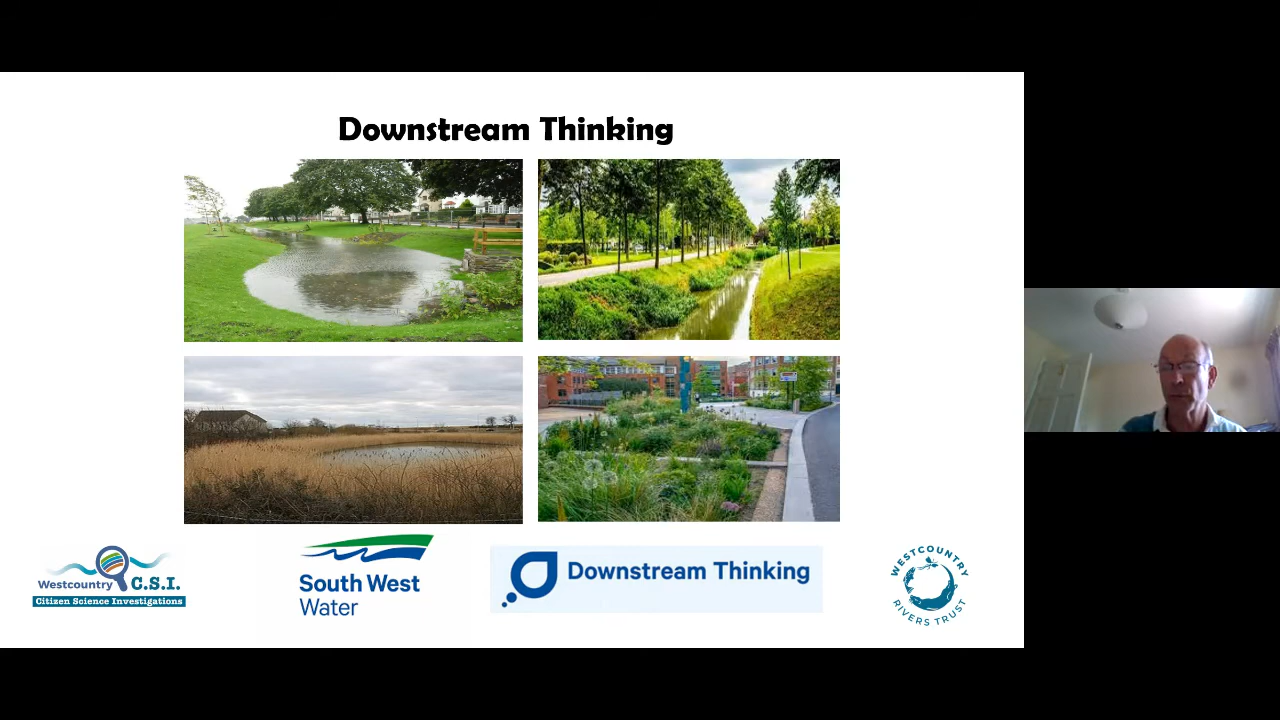 Downstream Thinking
Westcountry C.S.I.
Citizen Science Investigations
South West
Water
Downstream Thinking
WESTCOUNTRY
RIVERS TRUST